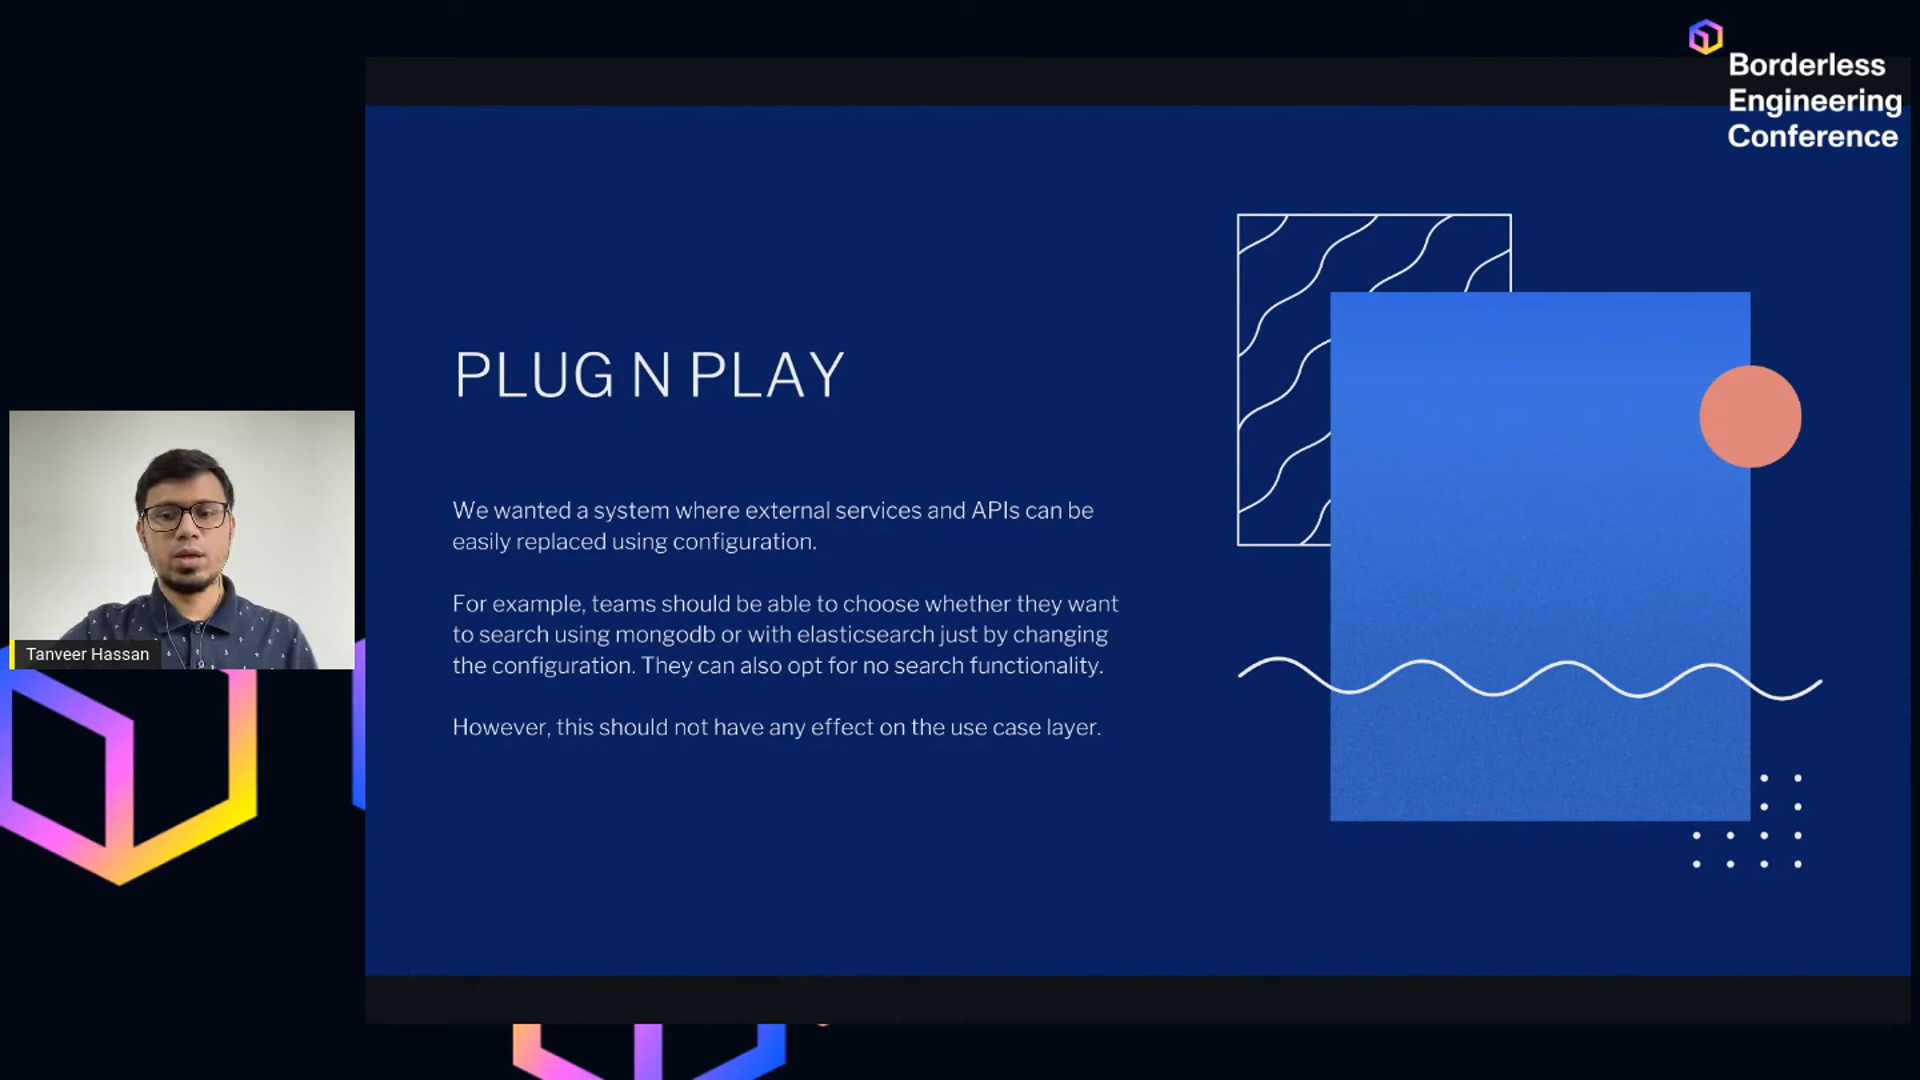 Borderless
Engineering
Conference
PLUG N PLAY
We wanted a system where external services and APIs can be
easily replaced using configuration.
For example, teams should be able to choose whether they want
to search using mongodb or with elasticsearch just by changing
the configuration. They can also opt for no search functionality.
However, this should not have any effect on the use case layer.
Tanveer Hassan